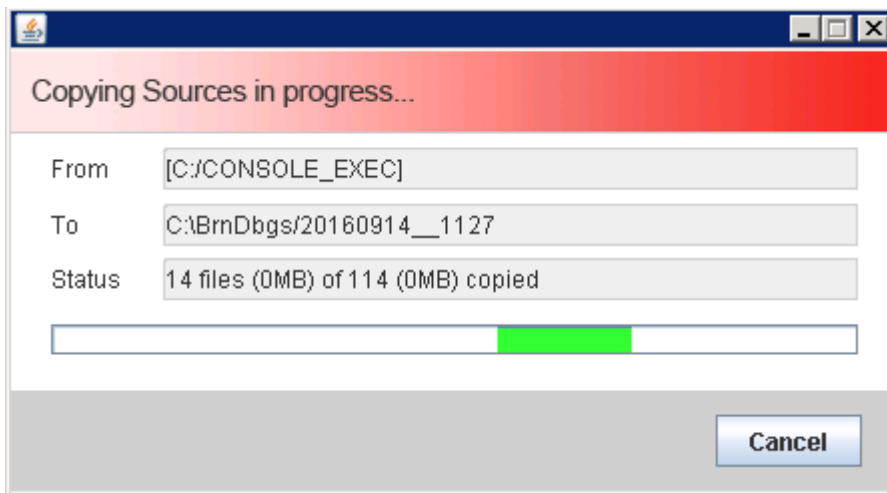 Copying Sources in progress...
From [C:/CONSOLE_EXEC]
To C:\BrnDbgs/20160914__1127
Status 14 files (0MB) of 114 (0MB) copied
Cancel